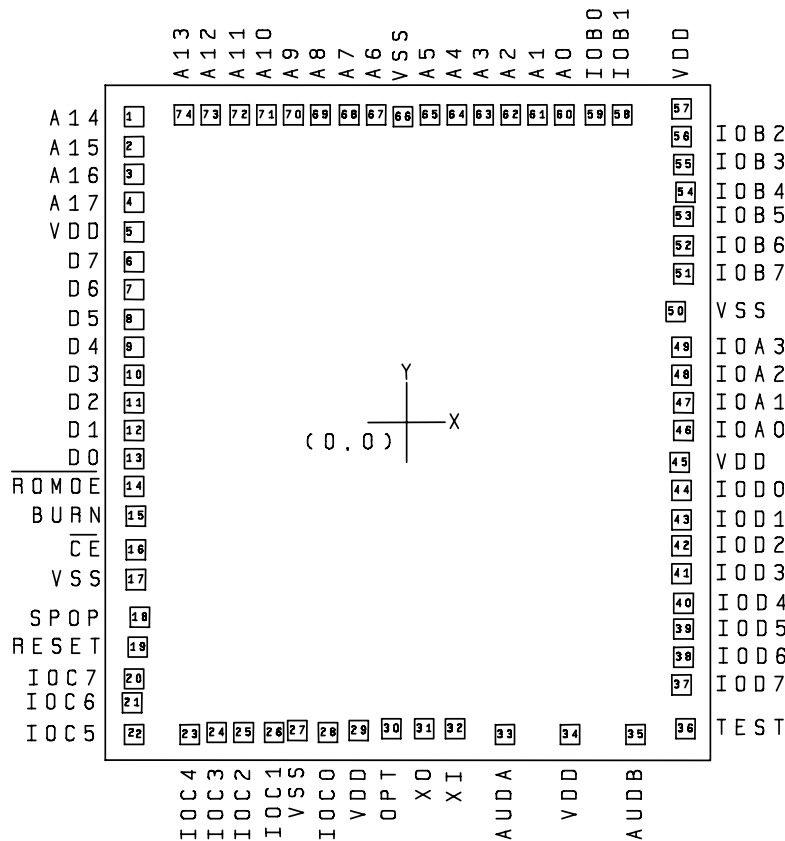 A13 A12 A11 A10 A9 A8 A7 A6 VSS A5 A4 A3 A2 A1 A0 IOB0 IOB1 VDD
74 73 72 71 70 69 68 67 66 65 64 63 62 61 60 59 58 57
A14 1
56 IOB2
A15 2
55 IOB3
A16 3
54 IOB4
A17 4
53 IOB5
VDD 5
52 IOB6
D7 6
51 IOB7
D6 7
50 VSS
D5 8
D4 9
49 IOA3
D3 10
48 IOA2
Y
D2 11
47 IOA1
X
D1 12
46 IOA0
(0,0)
D0 13
45 VDD
ROMOE 14
44 IOD0
BURN 15
43 IOD1
CE 16
42 IOD2
VSS 17
41 IOD3
40 IOD4
SPOP 18
39 IOD5
RESET 19
38 IOD6
IOC7 20
37 IOD7
IOC6 21
36 TEST
IOC5 22
23 24 25 26 27 28 29 30 31 32 33 34 35
IOC4 IOC3 IOC2 IOC1 VSS IOC0 VDD OPT XO XI AUDA VDD AUDB